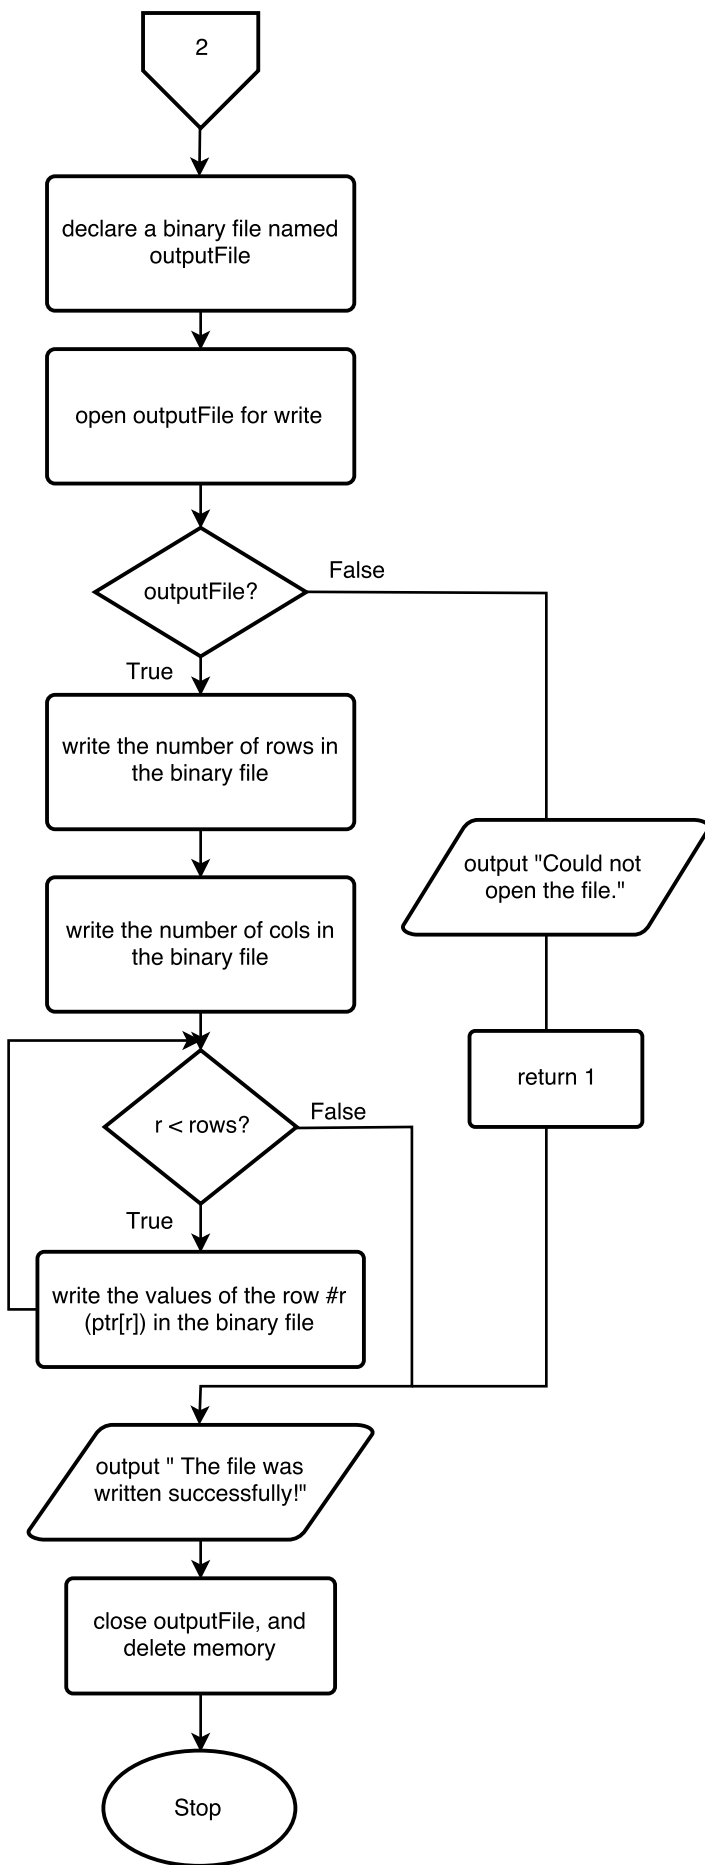 2
declare a binary file named
outputFile
open outputFile for write
outputFile?
False
True
write the number of rows in
the binary file
write the number of cols in
the binary file
output "Could not
open the file."
return 1
r < rows?
False
True
write the values of the row #r
(ptr[r]) in the binary file
output " The file was
written successfully!"
close outputFile, and
delete memory
Stop